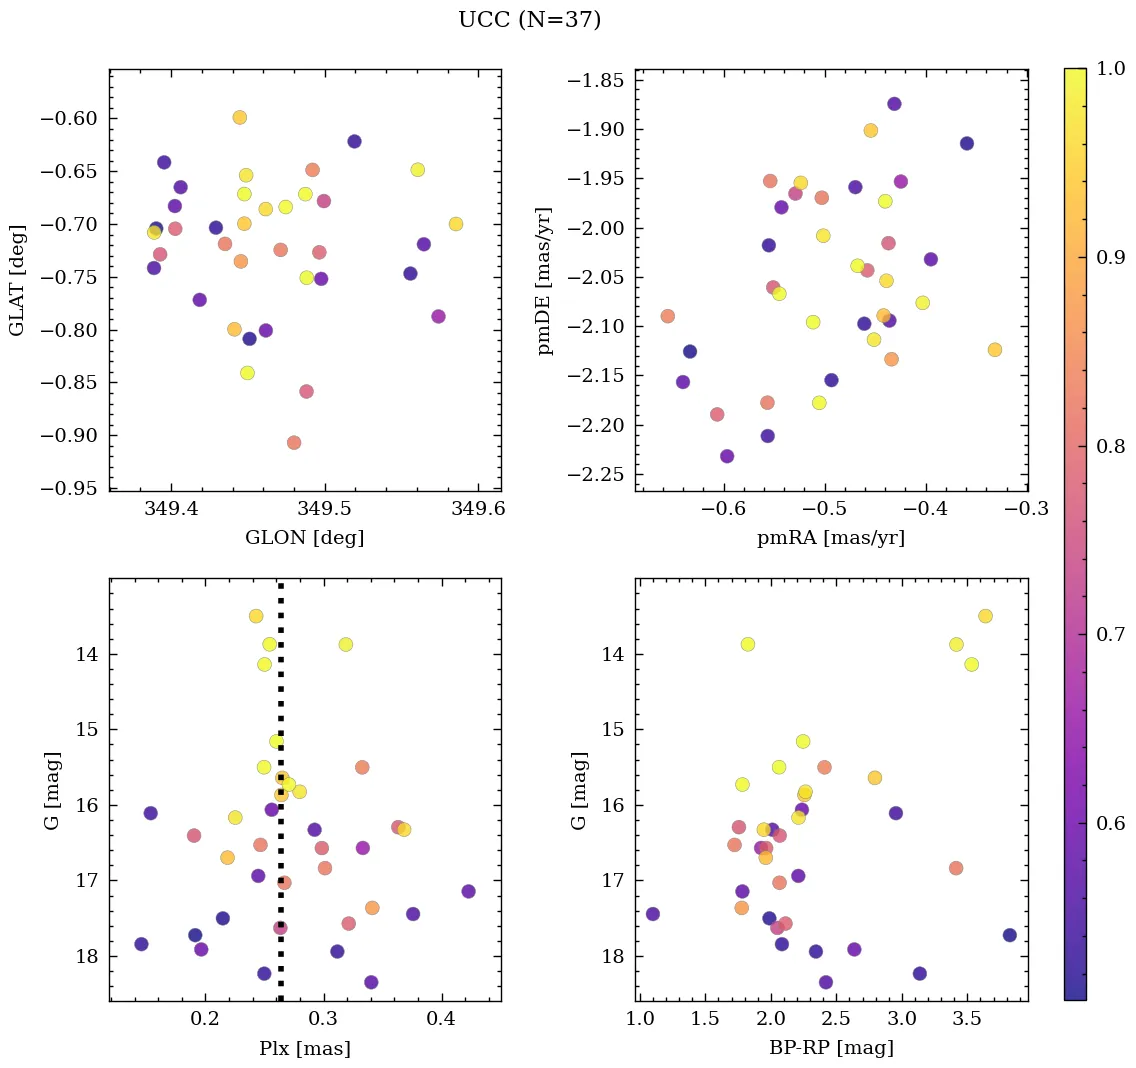 UCC (N=37)
−0.60
−0.65
−0.70
−0.75
−0.80
−0.85
−0.90
−0.95
GLAT [deg]
349.4 349.5 349.6
GLON [deg]
−1.85
−1.90
−1.95
−2.00
−2.05
−2.10
−2.15
−2.20
−2.25
pmDE [mas/yr]
−0.6 −0.5 −0.4 −0.3
pmRA [mas/yr]
14
15
16
17
18
G [mag]
0.2 0.3 0.4
Plx [mas]
14
15
16
17
18
G [mag]
1.0 1.5 2.0 2.5 3.0 3.5
BP-RP [mag]
1.0
0.9
0.8
0.7
0.6